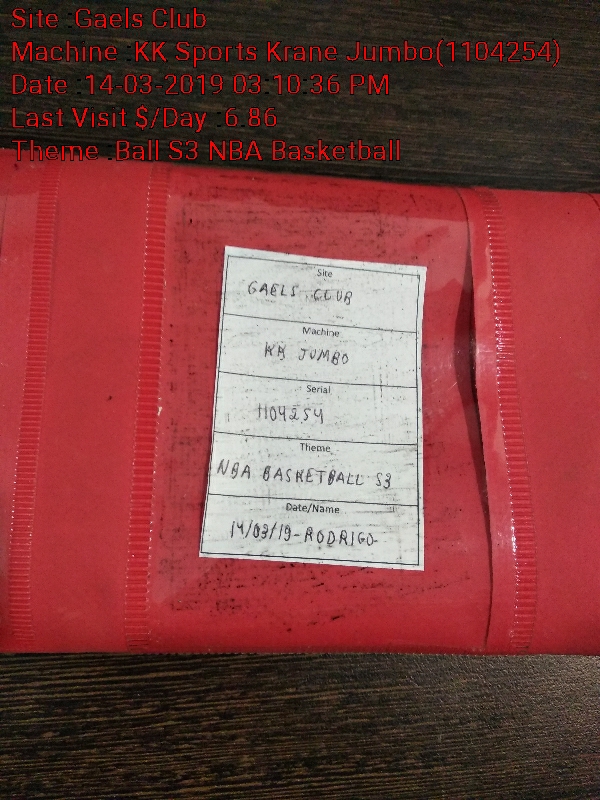 Site :Gaels Club
Machine :KK Sports Krane Jumbo(1104254)
Date :14-03-2019 03:10:36 PM
Last Visit $/Day :6.86
Theme :Ball S3 NBA Basketball
Site
GAELS CLUB
Machine
KK JUMBO
Serial
1104254
Theme
NBA BASKETBALL S3
Date/Name
14/03/19-RODRIGO-